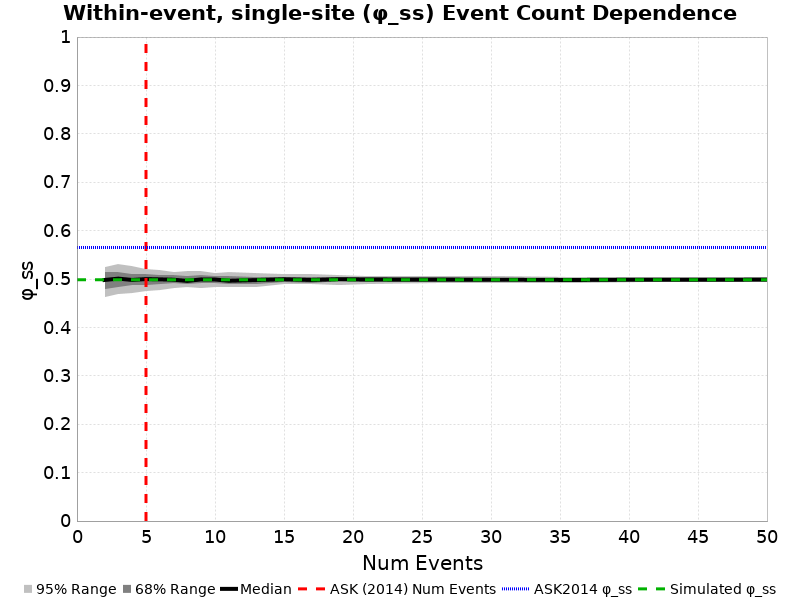 Within-event, single-site (φ_ss) Event Count Dependence
1
0.9
0.8
0.7
0.6
0.5
0.4
0.3
0.2
0.1
0
φ_ss
0 5 10 15 20 25 30 35 40 45 50
Num Events
95% Range 68% Range Median ASK (2014) Num Events ASK2014 φ_ss Simulated φ_ss